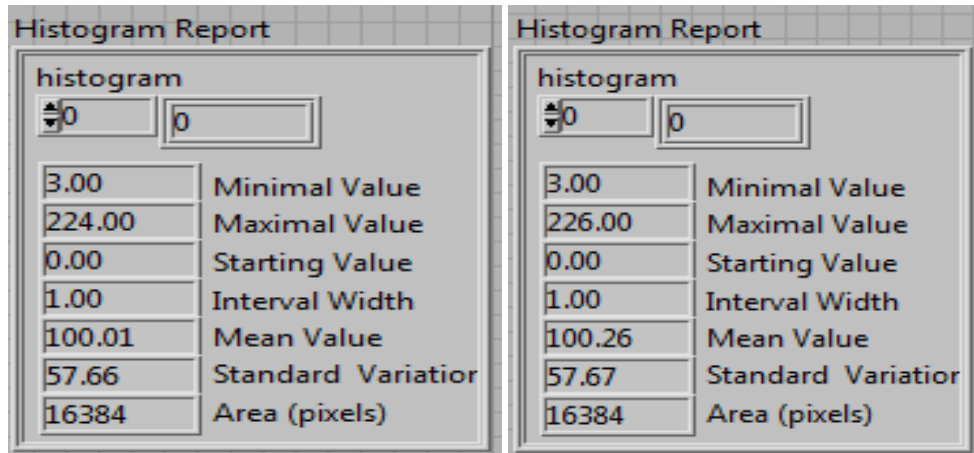 Histogram Report
histogram
0 0
3.00 Minimal Value
224.00 Maximal Value
0.00 Starting Value
1.00 Interval Width
100.01 Mean Value
57.66 Standard Variation
16384 Area (pixels)
Histogram Report
histogram
0 0
3.00 Minimal Value
226.00 Maximal Value
0.00 Starting Value
1.00 Interval Width
100.26 Mean Value
57.67 Standard Variation
16384 Area (pixels)